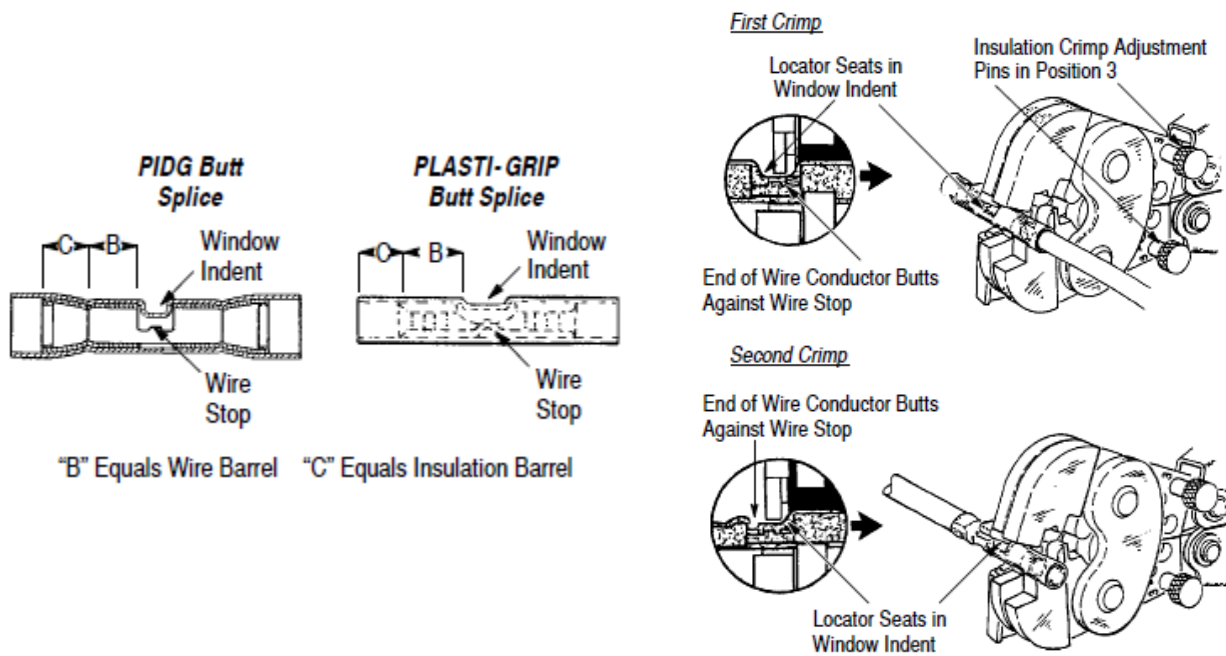 PIDG Butt
Splice
C
B
Window
Indent
Wire
Stop
PLASTI-GRIP
Butt Splice
C
B
Window
Indent
Wire
Stop
“B” Equals Wire Barrel
“C” Equals Insulation Barrel
First Crimp
Locator Seats in
Window Indent
Insulation Crimp Adjustment
Pins in Position 3
End of Wire Conductor Butts
Against Wire Stop
Second Crimp
End of Wire Conductor Butts
Against Wire Stop
Locator Seats in
Window Indent